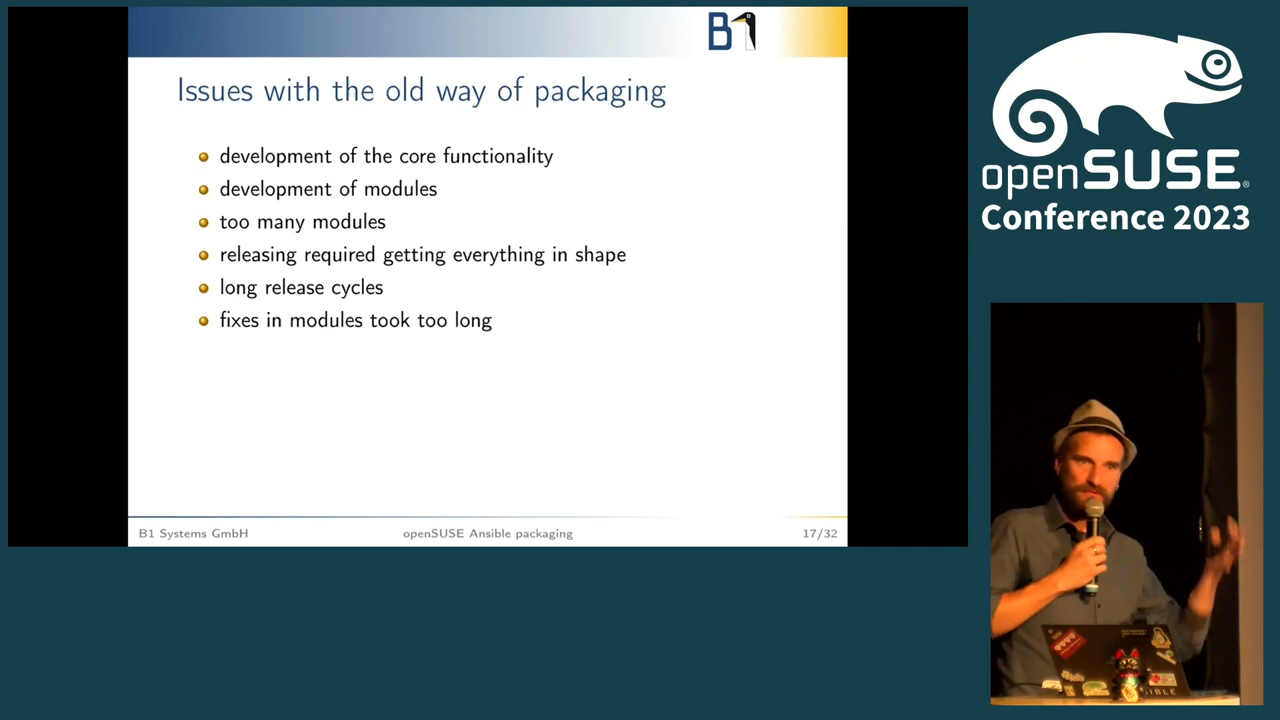 B1
Issues with the old way of packaging
development of the core functionality
development of modules
too many modules
releasing required getting everything in shape
long release cycles
fixes in modules took too long
B1 Systems GmbH
openSUSE Ansible packaging
17/32
openSUSE®
Conference 2023